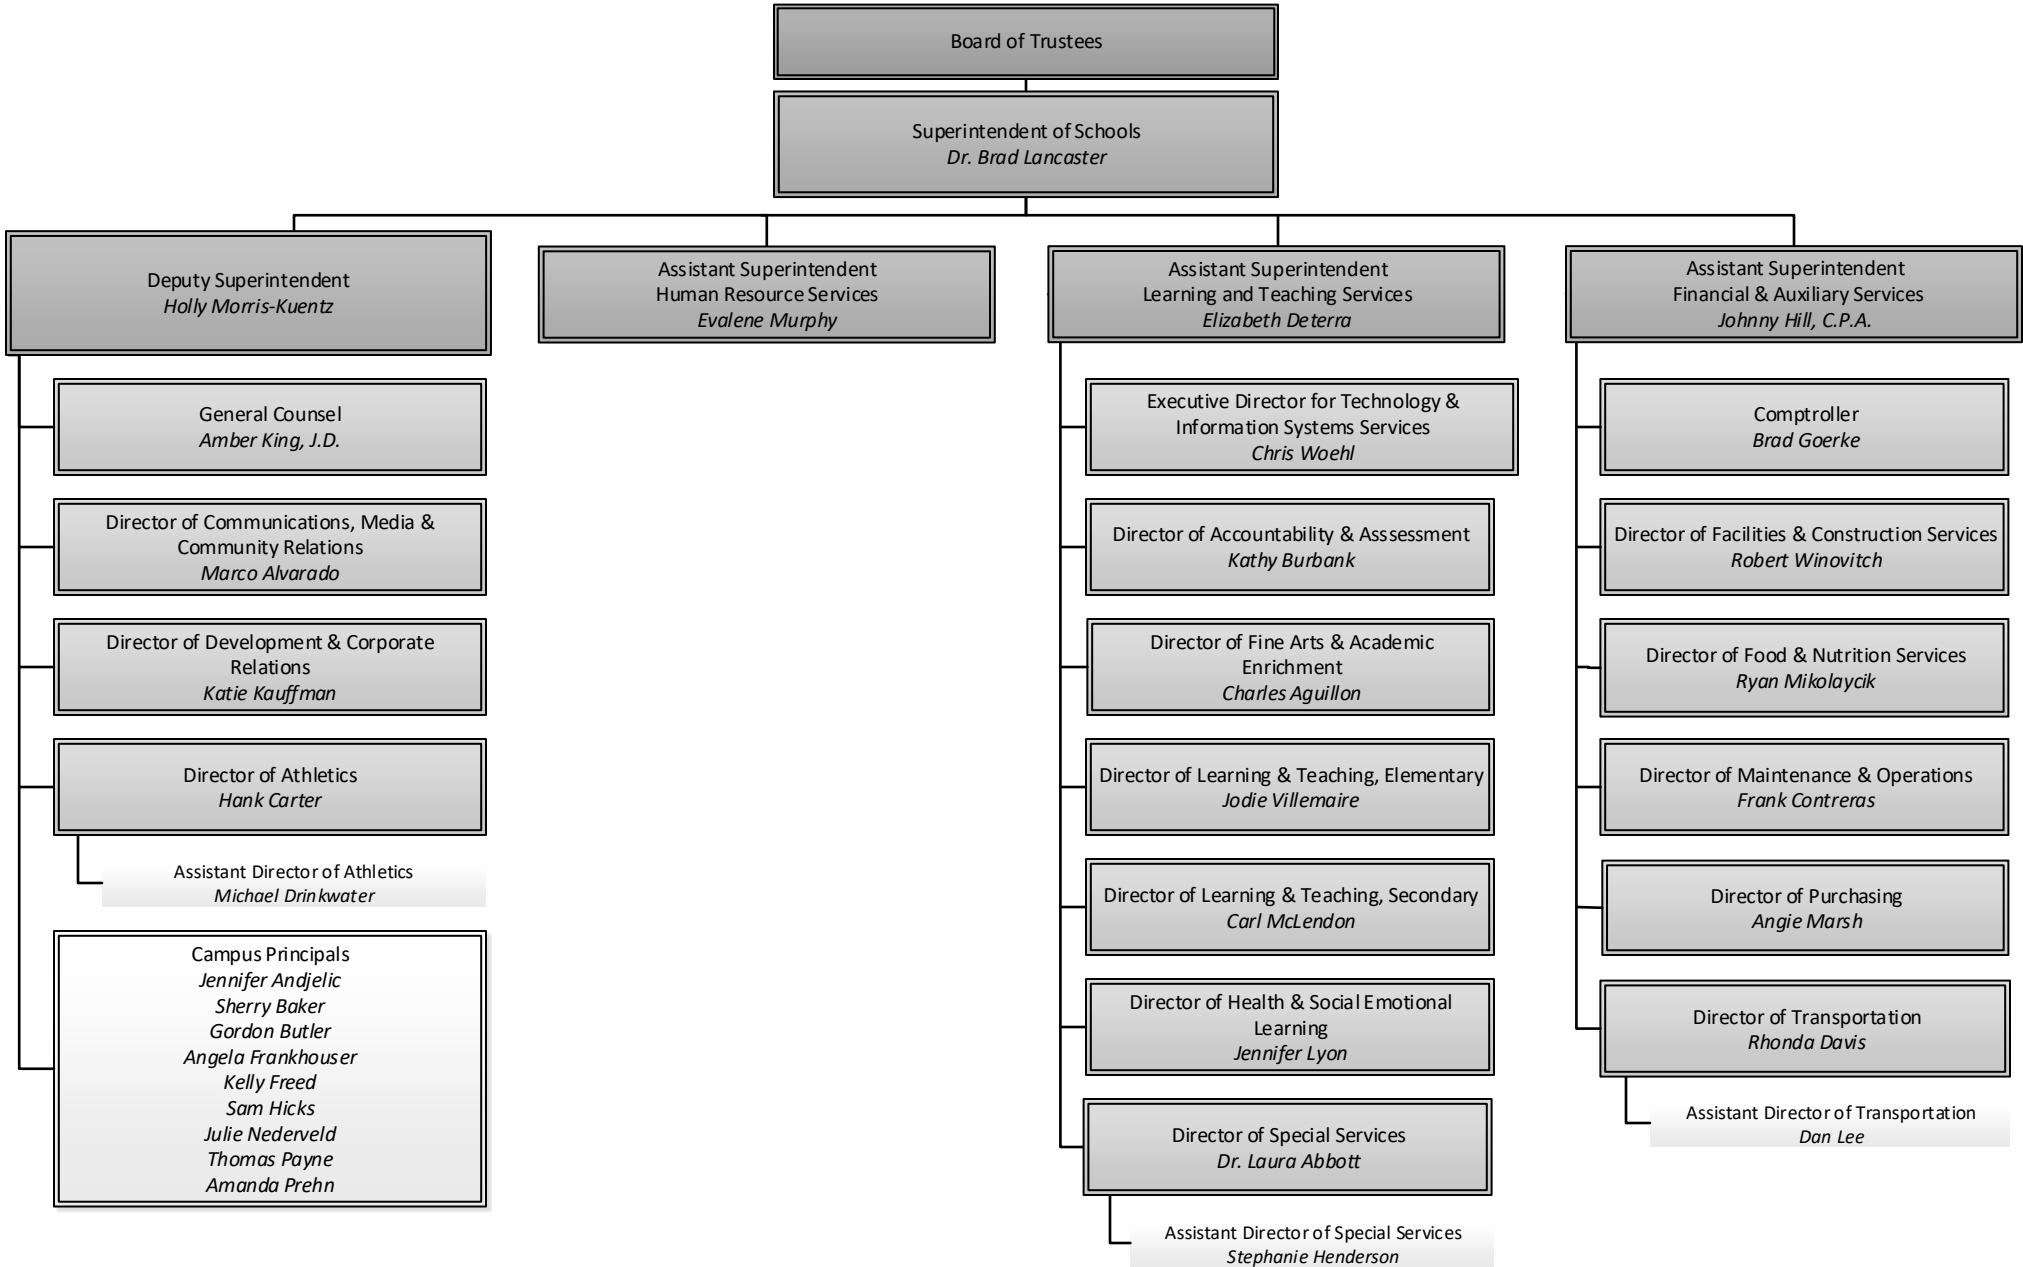 Board of Trustees
Superintendent of Schools
Dr. Brad Lancaster
Deputy Superintendent
Holly Morris-Kuentz
Assistant Superintendent
Human Resource Services
Evalene Murphy
Assistant Superintendent
Learning and Teaching Services
Elizabeth Deterra
Assistant Superintendent
Financial & Auxiliary Services
Johnny Hill, C.P.A.
General Counsel
Amber King, J.D.
Director of Communications, Media &
Community Relations
Marco Alvarado
Director of Development & Corporate
Relations
Katie Kauffman
Director of Athletics
Hank Carter
Assistant Director of Athletics
Michael Drinkwater
Campus Principals
Jennifer Andjelic
Sherry Baker
Gordon Butler
Angela Frankhouser
Kelly Freed
Sam Hicks
Julie Nederveld
Thomas Payne
Amanda Prehn
Executive Director for Technology &
Information Systems Services
Chris Woehl
Director of Accountability & Asssessment
Kathy Burbank
Director of Fine Arts & Academic
Enrichment
Charles Aguillon
Director of Learning & Teaching, Elementary
Jodie Villemaire
Director of Learning & Teaching, Secondary
Carl McLendon
Director of Health & Social Emotional
Learning
Jennifer Lyon
Director of Special Services
Dr. Laura Abbott
Assistant Director of Special Services
Stephanie Henderson
Comptroller
Brad Goerke
Director of Facilities & Construction Services
Robert Winovitch
Director of Food & Nutrition Services
Ryan Mikolaycik
Director of Maintenance & Operations
Frank Contreras
Director of Purchasing
Angie Marsh
Director of Transportation
Rhonda Davis
Assistant Director of Transportation
Dan Lee